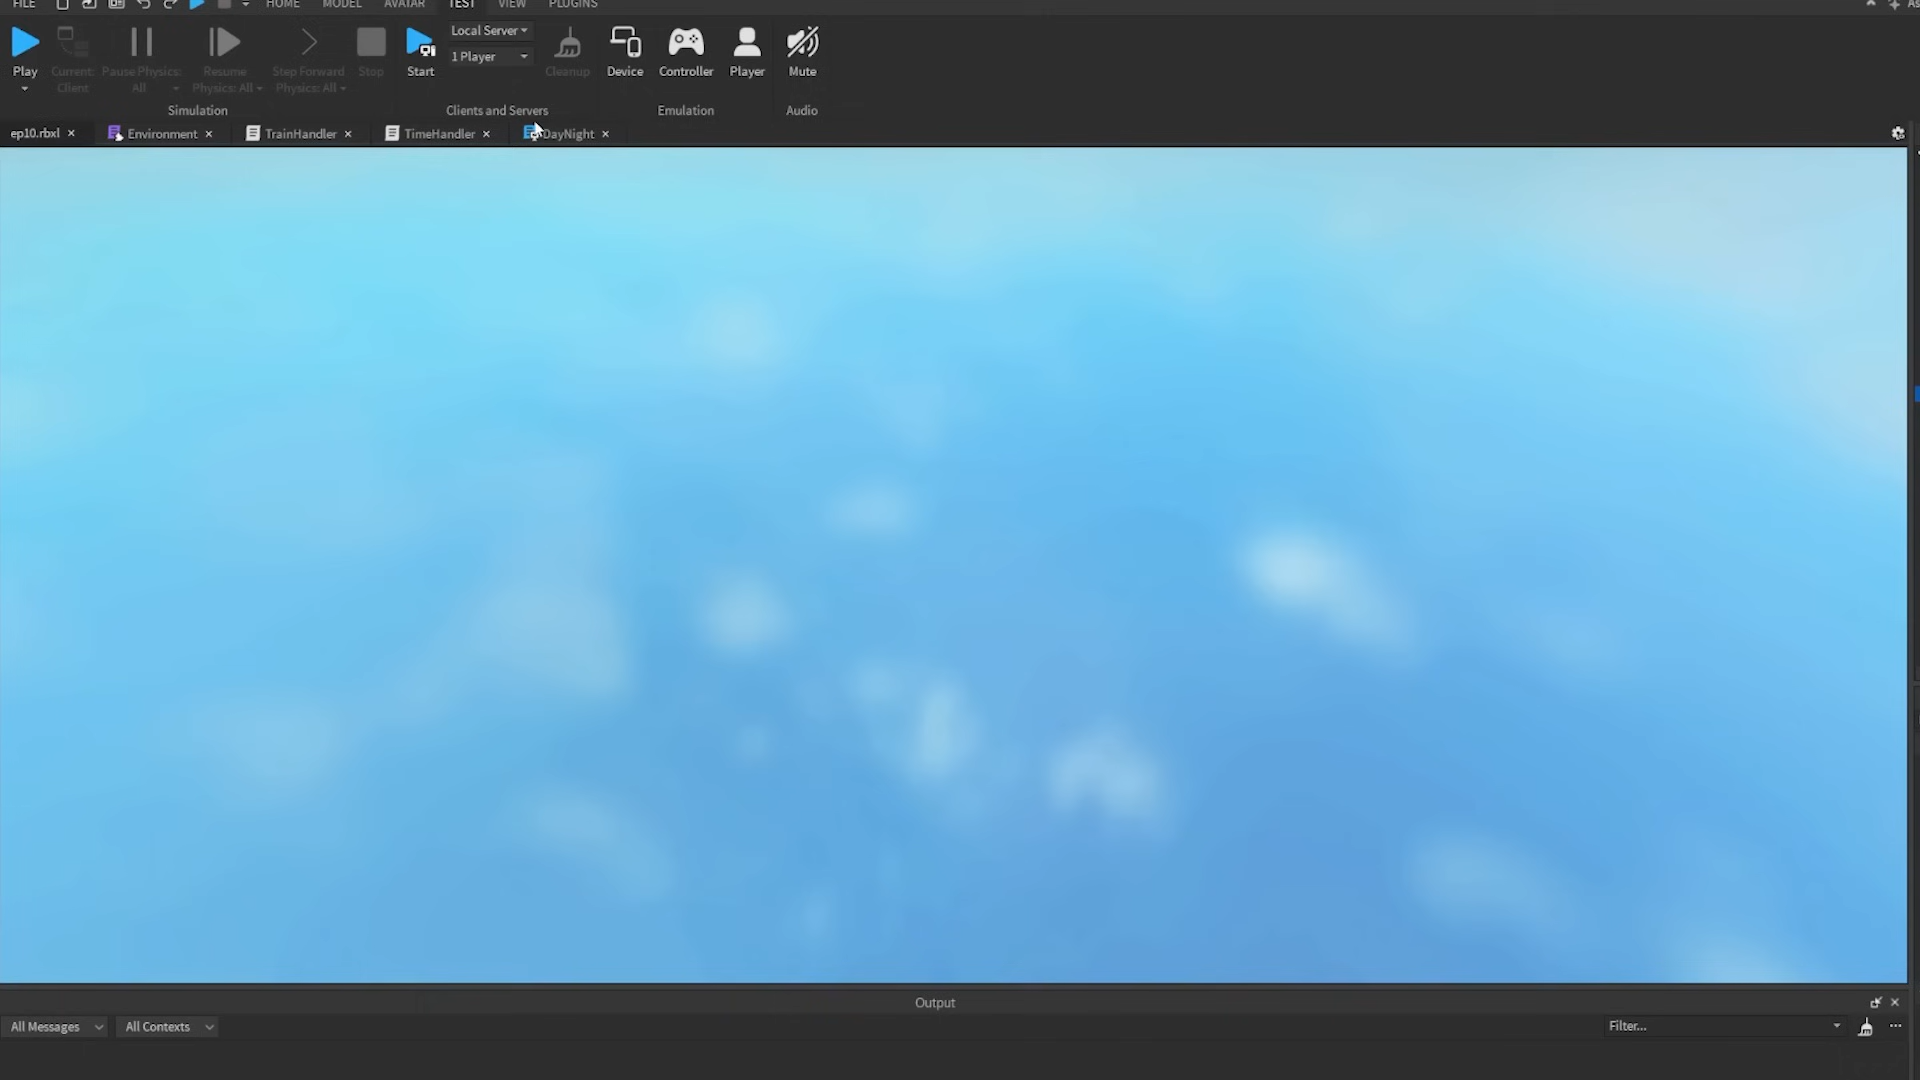 FILE HOME MODEL AVATAR TEST VIEW PLUGINS
Play Current: Client Pause Physics: All Resume Physics: All Step Forward Physics: All Stop
Simulation
Start Local Server 1 Player Cleanup
Clients and Servers
Device Controller Player
Emulation
Mute
Audio
ep10.rbxl × Environment × TrainHandler × TimeHandler × DayNight ×
Output
All Messages All Contexts Filter...